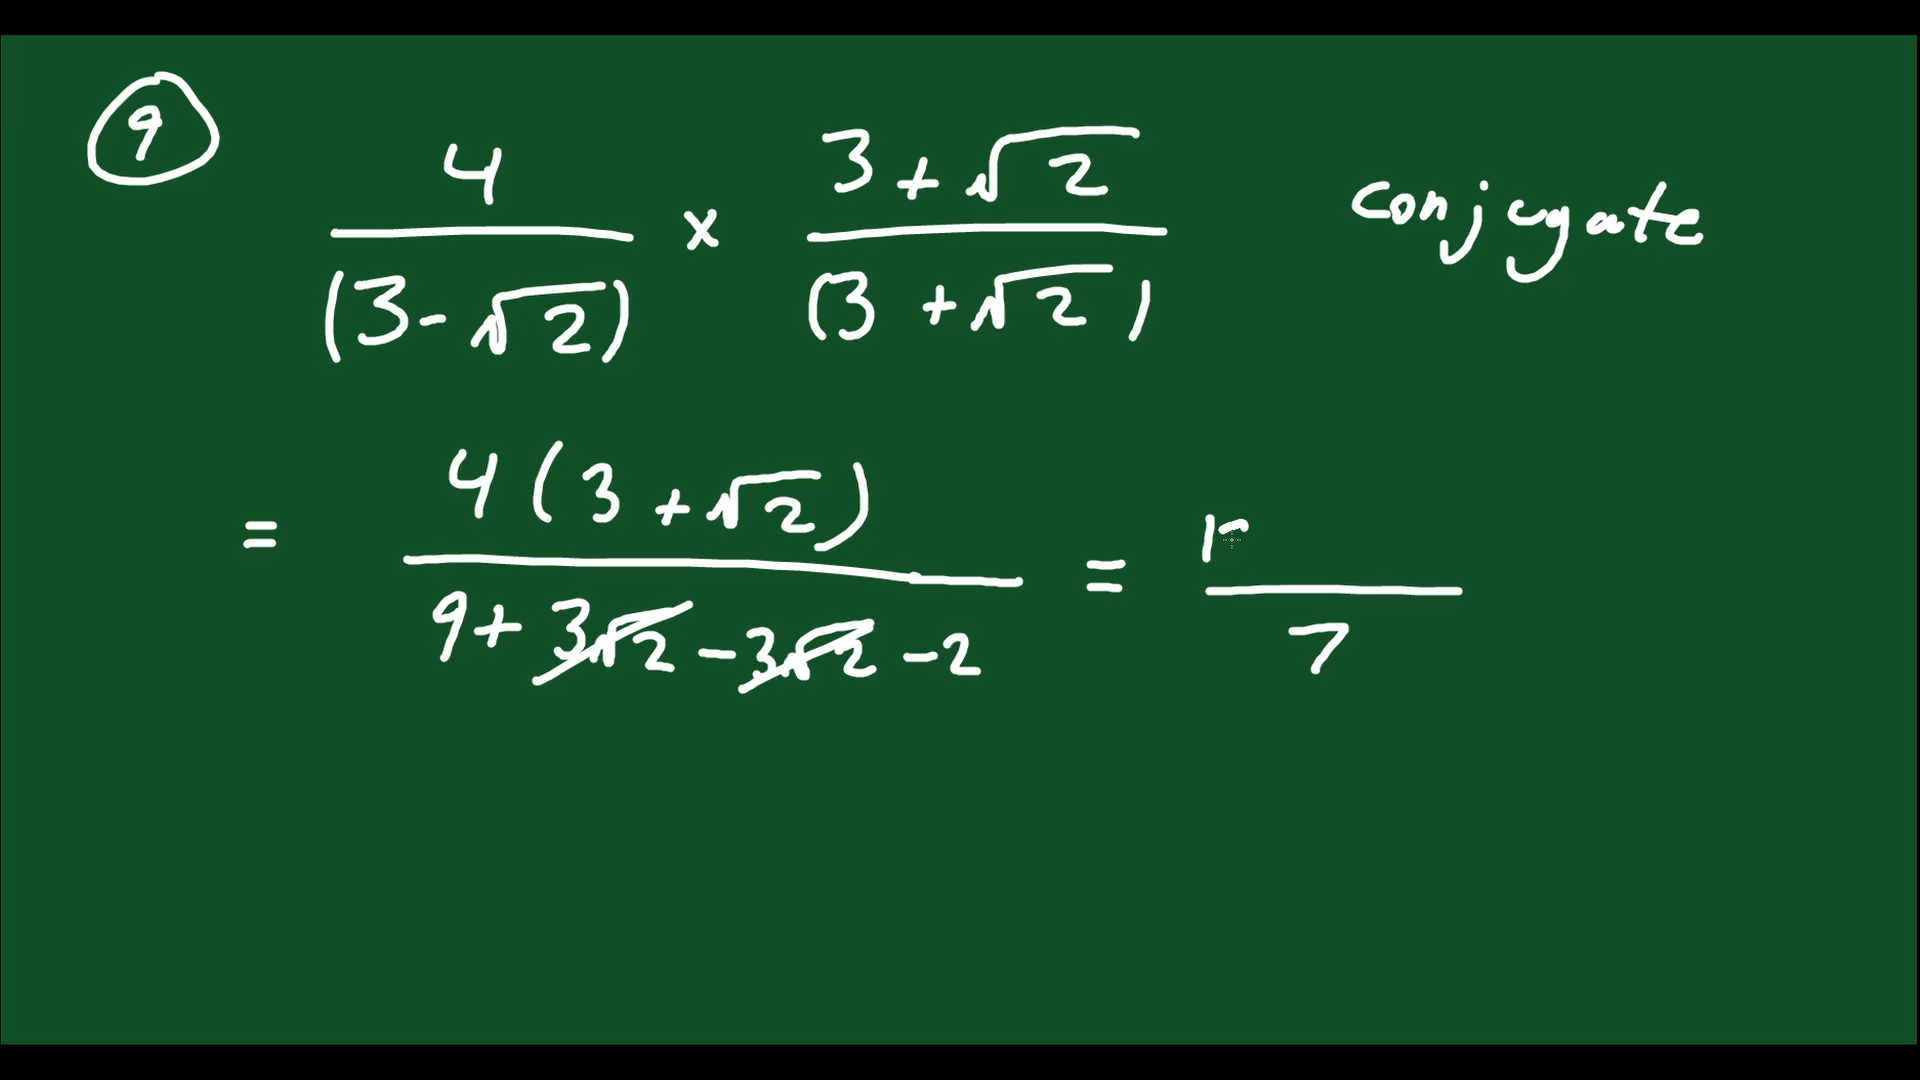 9
4 / (3 - √2) × 3 + √2 / (3 + √2) conjugate
= 4(3 + √2) / 9 + 3√2 - 3√2 - 2 = 1 / 7